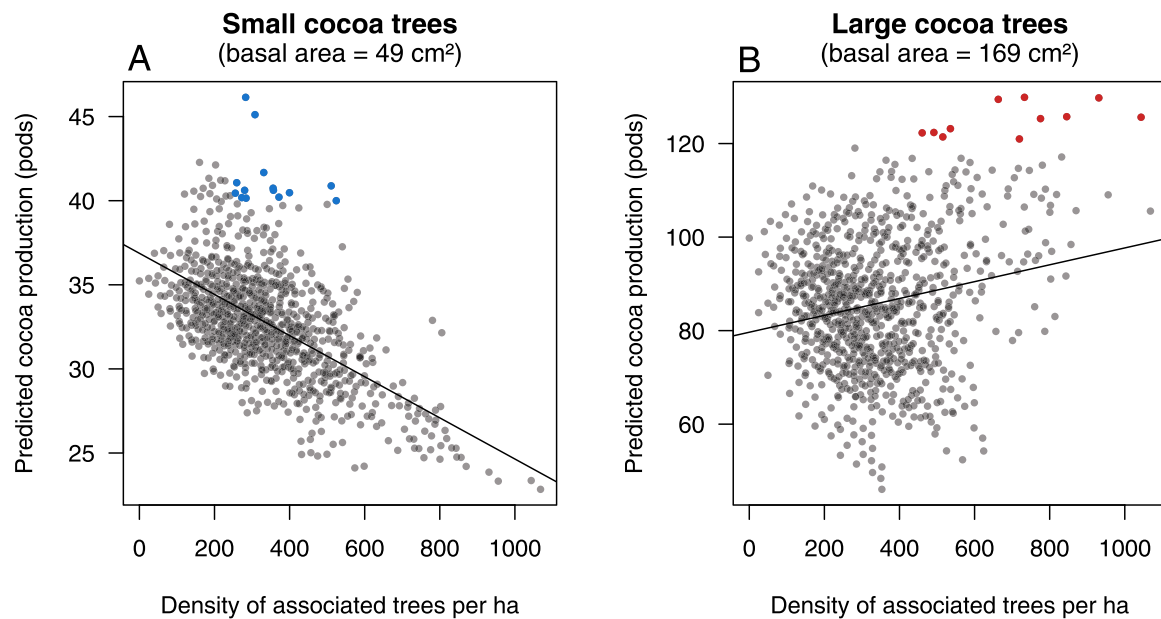 Small cocoa trees
(basal area = 49 cm²)
A
Predicted cocoa production (pods)
45
40
35
30
25
0 200 400 600 800 1000
Density of associated trees per ha
Large cocoa trees
(basal area = 169 cm²)
B
Predicted cocoa production (pods)
120
100
80
60
0 200 400 600 800 1000
Density of associated trees per ha